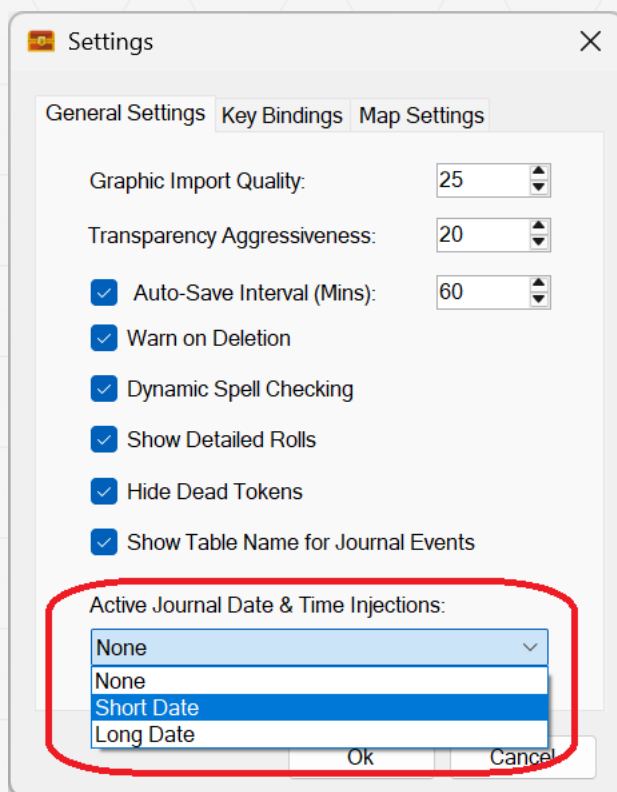 Settings
General Settings Key Bindings Map Settings
Graphic Import Quality: 25
Transparency Aggressiveness: 20
Auto-Save Interval (Mins): 60
Warn on Deletion
Dynamic Spell Checking
Show Detailed Rolls
Hide Dead Tokens
Show Table Name for Journal Events
Active Journal Date & Time Injections:
None
None
Short Date
Long Date
Ok Cancel